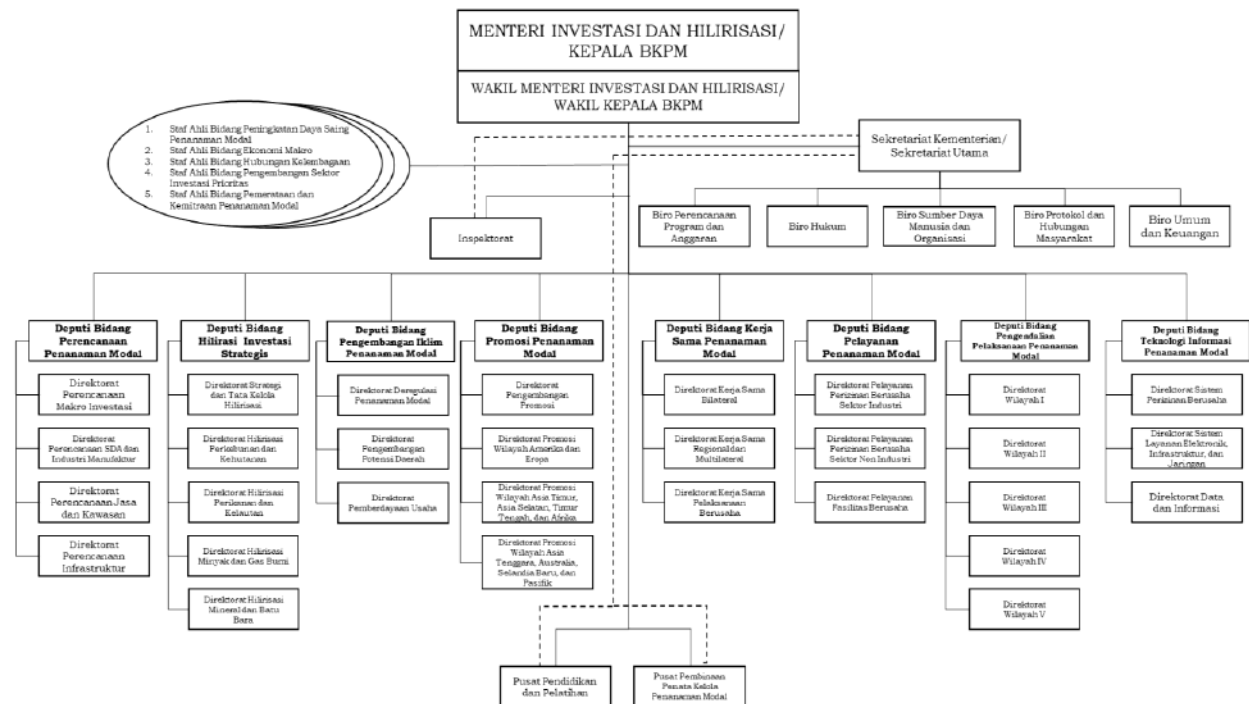 MENTERI INVESTASI DAN HILIRISASI/
KEPALA BKPM
WAKIL MENTERI INVESTASI DAN HILIRISASI/
WAKIL KEPALA BKPM
1. Staf Ahli Bidang Peningkatan Daya Saing
Penanaman Modal
2. Staf Ahli Bidang Ekonomi Makro
3. Staf Ahli Bidang Hubungan Kelembagaan
4. Staf Ahli Bidang Pengembangan Sektor
Investasi Prioritas
5. Staf Ahli Bidang Pemerataan dan
Kemitraan Penanaman Modal
Sekretariat Kementerian/
Sekretariat Utama
Inspektorat
Biro Perencanaan
Program dan
Anggaran
Biro Hukum
Biro Sumber Daya
Manusia dan
Organisasi
Biro Protokol dan
Hubungan
Masyarakat
Biro Umum
dan Keuangan
Deputi Bidang
Perencanaan
Penanaman Modal
Direktorat
Perencanaan
Makro Investasi
Direktorat
Perencanaan SDA dan
Industri Manufaktur
Direktorat
Perencanaan Jasa
dan Kawasan
Direktorat
Perencanaan
Infrastruktur
Deputi Bidang
Hilirasi Investasi
Strategis
Direktorat Strategi
dan Tata Kelola
Hilirisasi
Direktorat Hilirisasi
Perkebunan dan
Kehutanan
Direktorat Hilirisasi
Perikanan dan
Kelautan
Direktorat Hilirisasi
Minyak dan Gas Bumi
Direktorat Hilirisasi
Mineral dan Batu
Bara
Deputi Bidang
Pengembangan Iklim
Penanaman Modal
Direktorat Deregulasi
Penanaman Modal
Direktorat
Pengembangan
Potensi Daerah
Direktorat
Pemberdayaan Usaha
Deputi Bidang
Promosi Penanaman
Modal
Direktorat
Pengembangan
Promosi
Direktorat Promosi
Wilayah Amerika dan
Eropa
Direktorat Promosi
Wilayah Asia Timur,
Asia Selatan, Timur
Tengah, dan Afrika
Direktorat Promosi
Wilayah Asia
Tenggara, Australia,
Selandia Baru, dan
Pasifik
Deputi Bidang Kerja
Sama Penanaman
Modal
Direktorat Kerja Sama
Bilateral
Direktorat Kerja Sama
Regional dan
Multilateral
Direktorat Kerja Sama
Pelaksanaan
Berusaha
Deputi Bidang
Pelayanan
Penanaman Modal
Direktorat Pelayanan
Perizinan Berusaha
Sektor Industri
Direktorat Pelayanan
Perizinan Berusaha
Sektor Non Industri
Direktorat Pelayanan
Fasilitas Berusaha
Deputi Bidang
Pengendalian
Pelaksanaan Penanaman
Modal
Direktorat
Wilayah I
Direktorat
Wilayah II
Direktorat
Wilayah III
Direktorat
Wilayah IV
Direktorat
Wilayah V
Deputi Bidang
Teknologi Informasi
Penanaman Modal
Direktorat Sistem
Perizinan Berusaha
Direktorat Sistem
Layanan Elektronik,
Infrastruktur, dan
Jaringan
Direktorat Data
dan Informasi
Pusat Pendidikan
dan Pelatihan
Pusat Pembinaan
Penata Kelola
Penanaman Modal